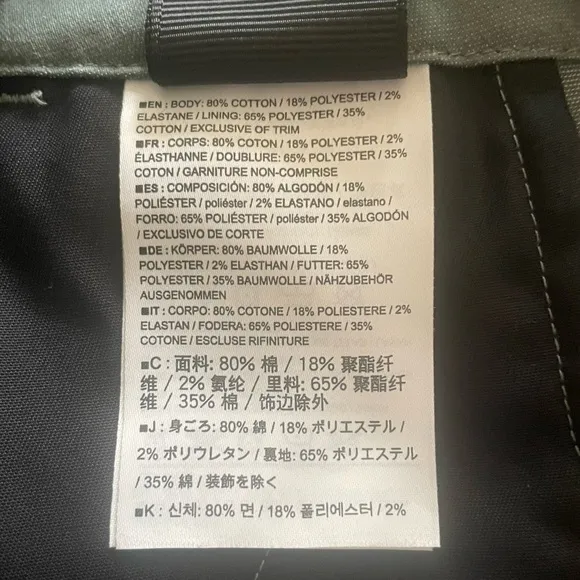 ■EN : BODY: 80% COTTON / 18% POLYESTER / 2%
ELASTANE / LINING: 65% POLYESTER / 35%
COTTON / EXCLUSIVE OF TRIM
■FR : CORPS: 80% COTON / 18% POLYESTER / 2%
ÉLASTHANNE / DOUBLURE: 65% POLYESTER / 35%
COTON / GARNITURE NON-COMPRISE
■ES : COMPOSICIÓN: 80% ALGODÓN / 18%
POLIÉSTER / poliéster / 2% ELASTANO / elastano /
FORRO: 65% POLIÉSTER / poliéster / 35% ALGODÓN
/ EXCLUSIVO DE CORTE
■DE : KÖRPER: 80% BAUMWOLLE / 18%
POLYESTER / 2% ELASTHAN / FUTTER: 65%
POLYESTER / 35% BAUMWOLLE / NÄHZUBEHÖR
AUSGENOMMEN
■IT : CORPO: 80% COTONE / 18% POLIESTERE / 2%
ELASTAN / FODERA: 65% POLIESTERE / 35%
COTONE / ESCLUSE RIFINITURE
■C : 面料: 80% 棉 / 18% 聚酯纤
维 / 2% 氨纶 / 里料: 65% 聚酯纤
维 / 35% 棉 / 饰边除外
■J : 身ごろ: 80% 綿 / 18% ポリエステル /
2% ポリウレタン / 裏地: 65% ポリエステル
/ 35% 綿 / 装飾を除く
■K : 신체: 80% 면 / 18% 폴리에스터 / 2%